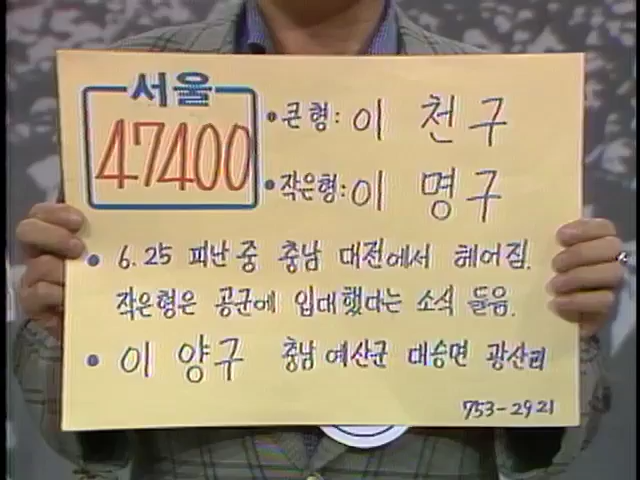 서울
47400
• 큰형: 이 천구
• 작은형: 이 명구
• 6.25 피난 중 충남 대전에서 헤어짐.
작은형은 공군에 입대했다는 소식 들음.
• 이 양구 충남 예산군 대승면 광산리
753-2921